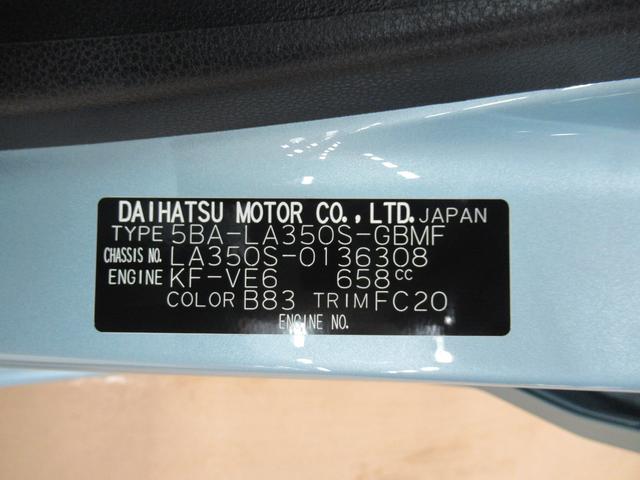 DAIHATSU MOTOR CO., LTD. JAPAN
TYPE 5BA-LA350S-GBMF
CHASSIS NO. LA350S-0136308
ENGINE KF-VE6 658cc
COLOR B83 TRIM FC20
ENGINE NO.